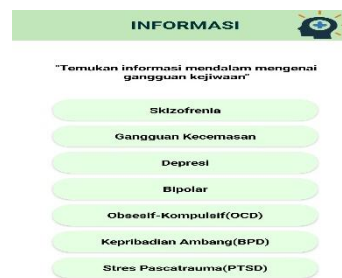 INFORMASI
"Temukan informasi mendalam mengenai
gangguan kejiwaan"
Skizofrenia
Gangguan Kecemasan
Depresi
Bipolar
Obsesif-Kompulsif(OCD)
Kepribadian Ambang(BPD)
Stres Pascatrauma(PTSD)